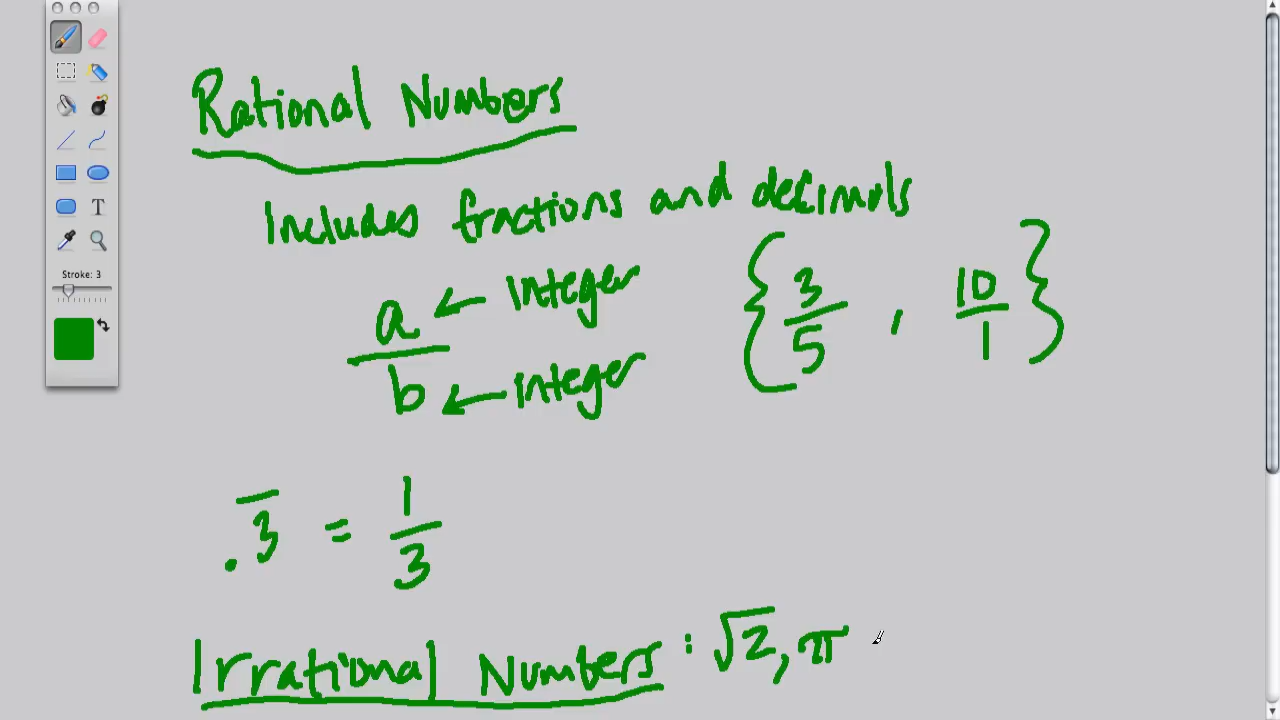 Rational Numbers
Includes fractions and decimals
a ← Integer
b ← Integer
{ 3/5 , 10/1 }
.3̅ = 1/3
Irrational Numbers : √2, π
T
Stroke: 3